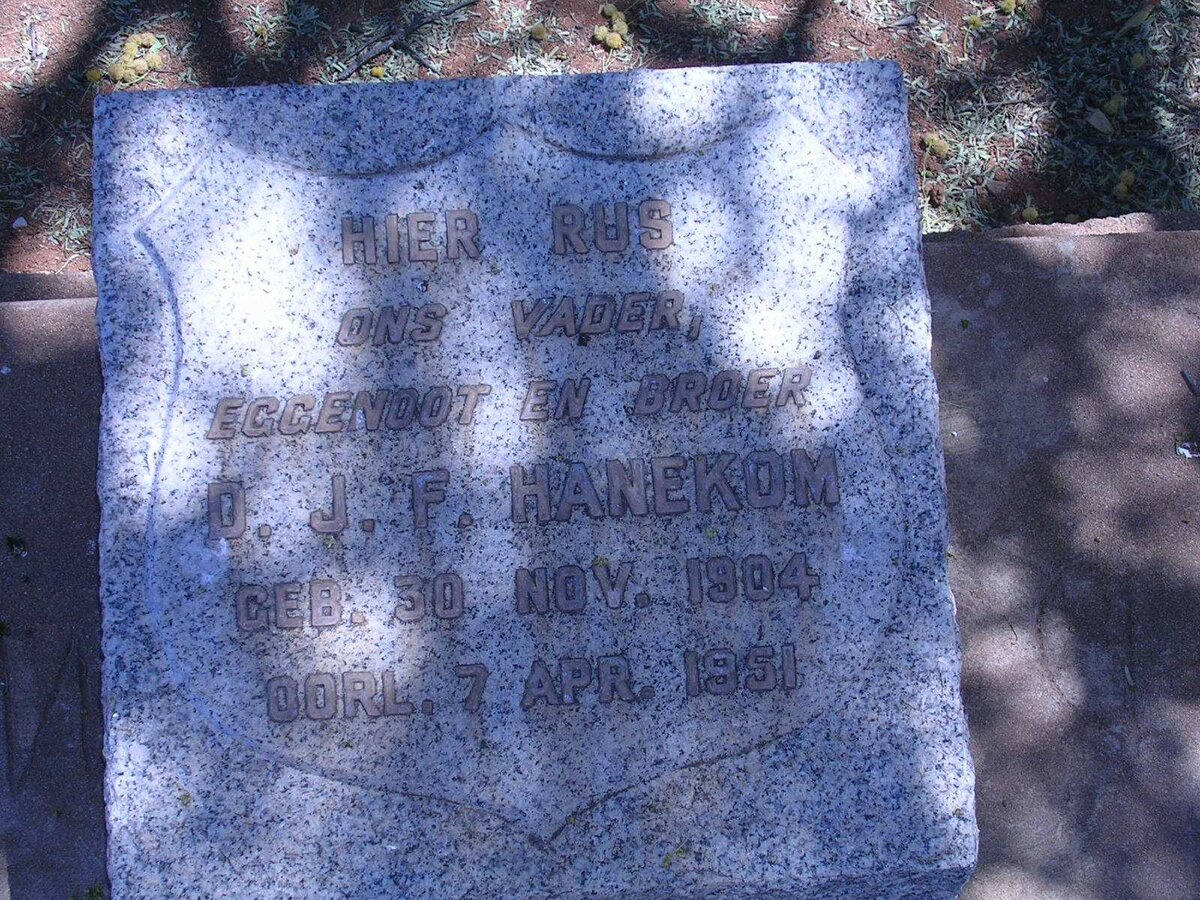 HIER RUS
ONS VADER,
EGGENOOT EN BROER
D. J. F. HANEKOM
GEB. 30 NOV. 1904
OORL. 7 APR. 1951